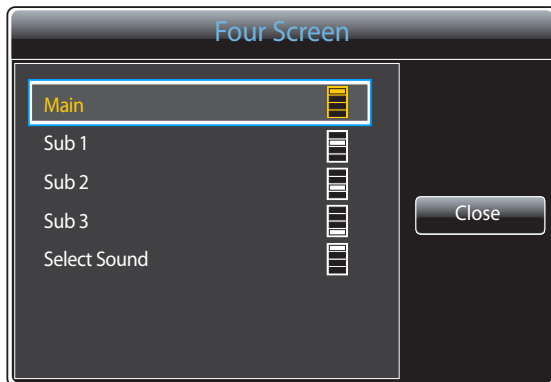 Four Screen
Main
Sub 1
Sub 2
Sub 3
Select Sound
Close